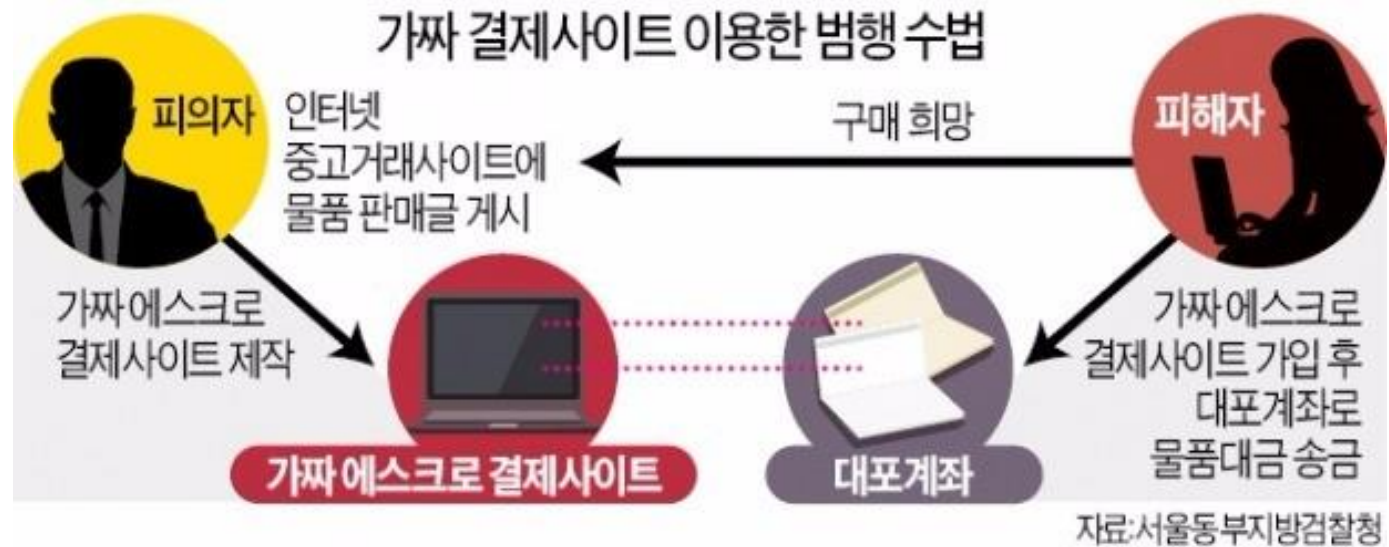 가짜 결제사이트 이용한 범행 수법
피의자
인터넷
중고거래사이트에
물품 판매글 게시
구매 희망
피해자
가짜 에스크로
결제사이트 제작
가짜 에스크로
결제사이트 가입 후
대포계좌로
물품대금 송금
가짜 에스크로 결제사이트
대포계좌
자료:서울동부지방검찰청